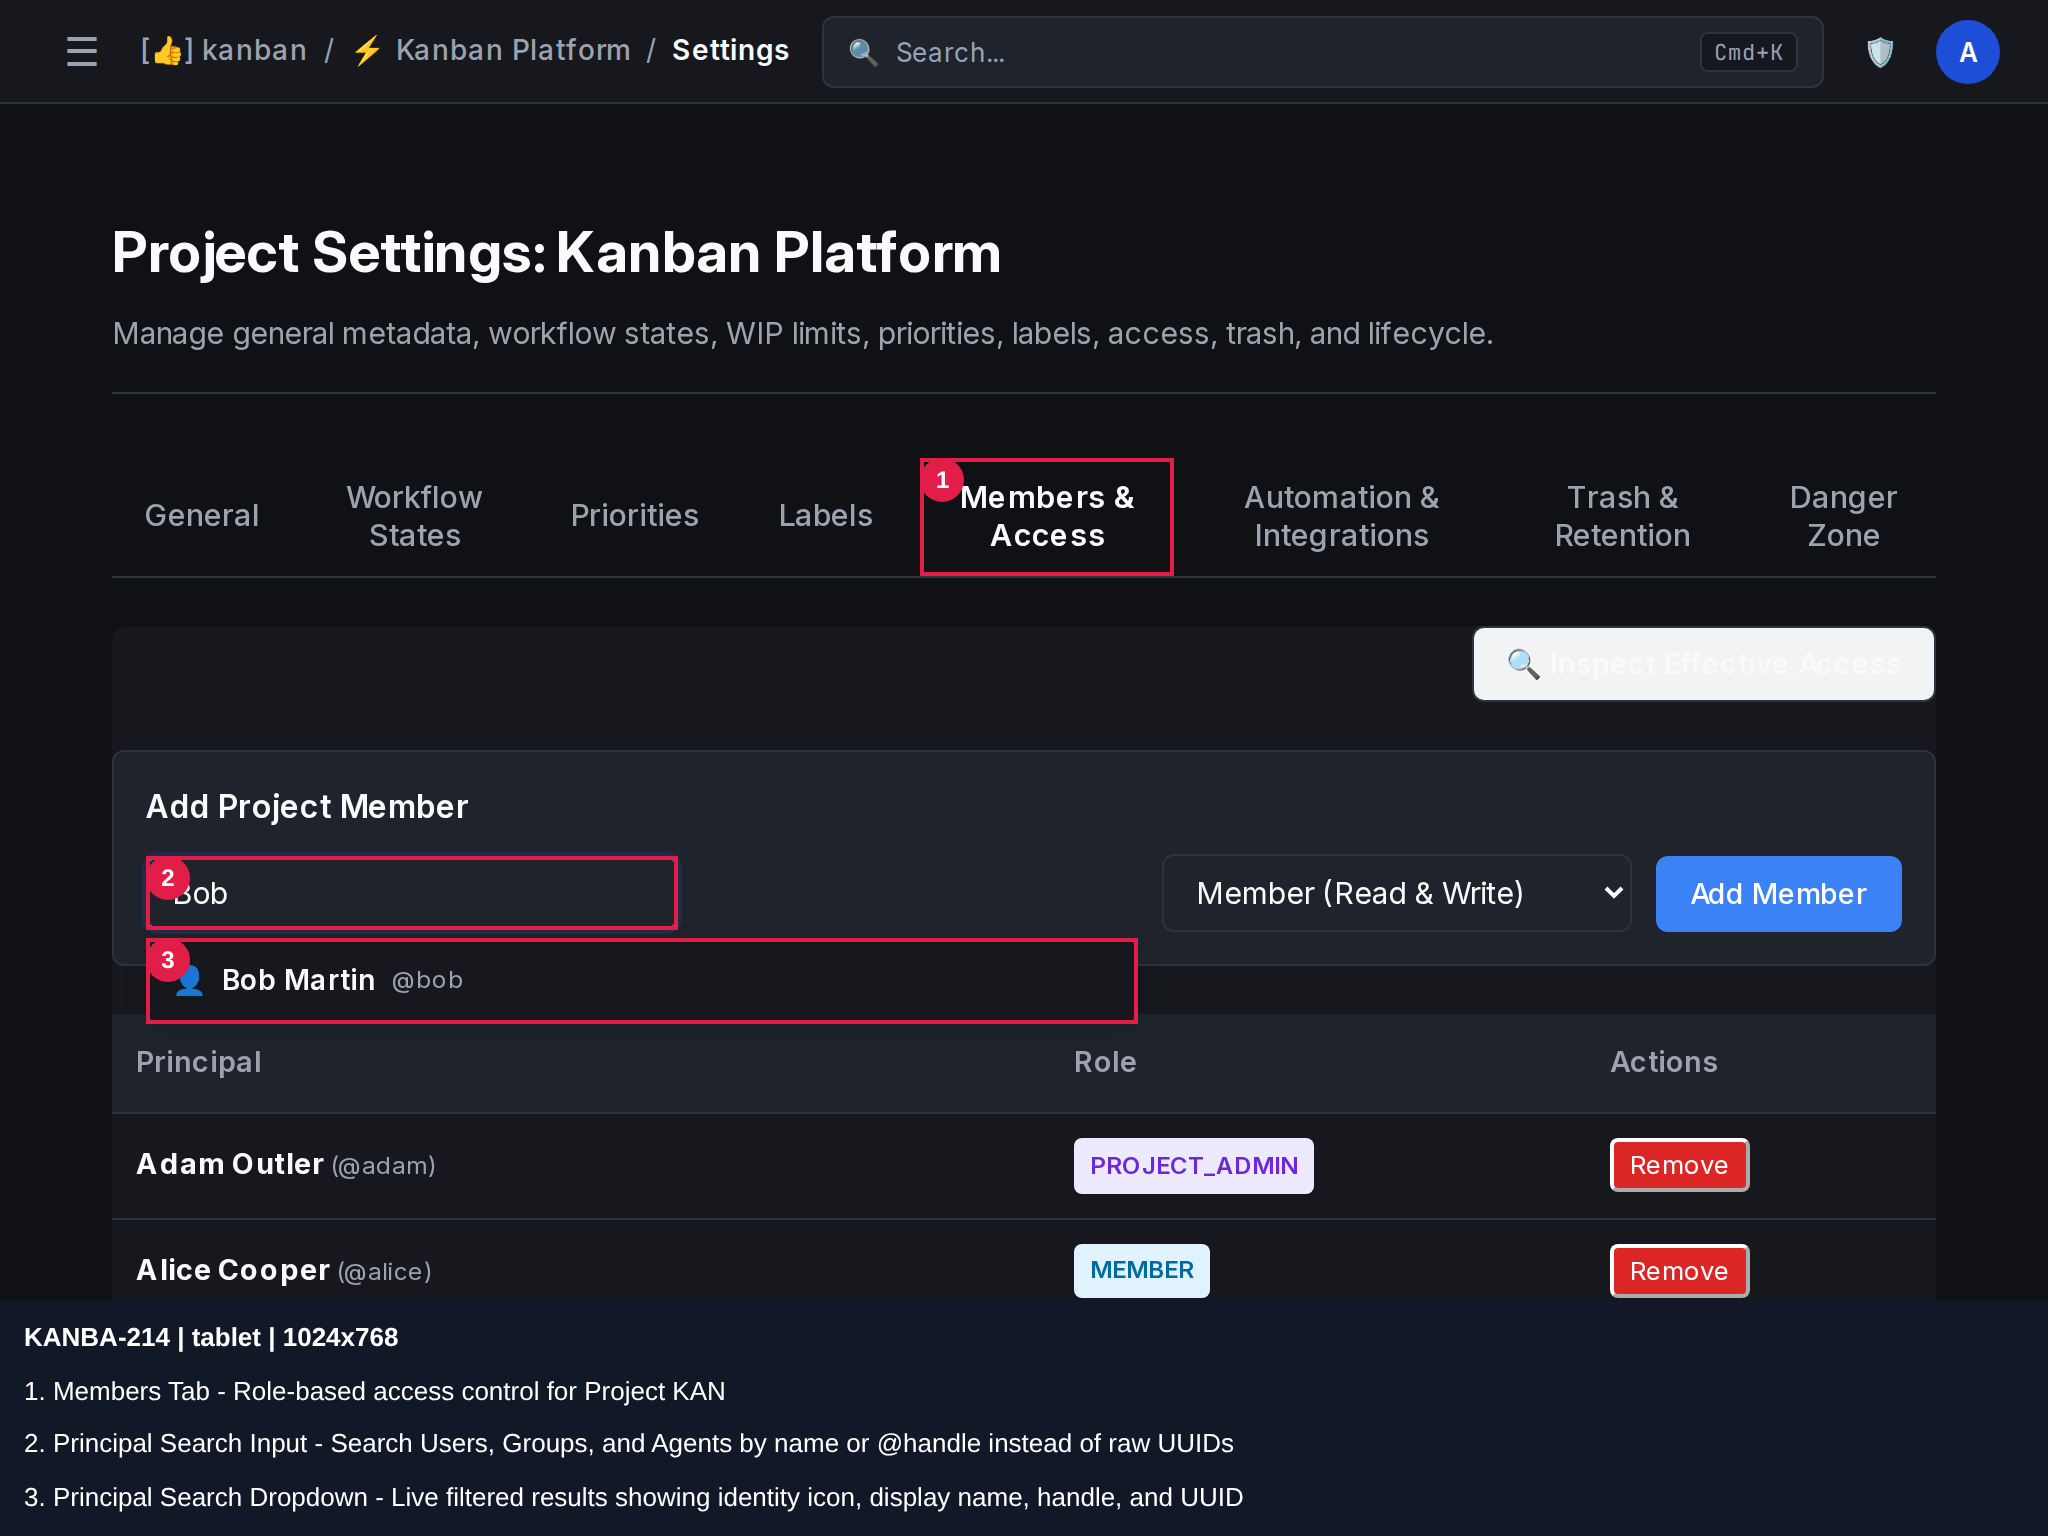 [👍] kanban / ⚡ Kanban Platform / Settings
Search...
Cmd+K
A
Project Settings: Kanban Platform
Manage general metadata, workflow states, WIP limits, priorities, labels, access, trash, and lifecycle.
General
Workflow
States
Priorities
Labels
1
Members &
Access
Automation &
Integrations
Trash &
Retention
Danger
Zone
Inspect Effective Access
Add Project Member
2
Bob
Member (Read & Write)
Add Member
3
Bob Martin @bob
Principal Role Actions
Adam Outler (@adam) PROJECT_ADMIN Remove
Alice Cooper (@alice) MEMBER Remove
KANBA-214 | tablet | 1024x768
1. Members Tab - Role-based access control for Project KAN
2. Principal Search Input - Search Users, Groups, and Agents by name or @handle instead of raw UUIDs
3. Principal Search Dropdown - Live filtered results showing identity icon, display name, handle, and UUID